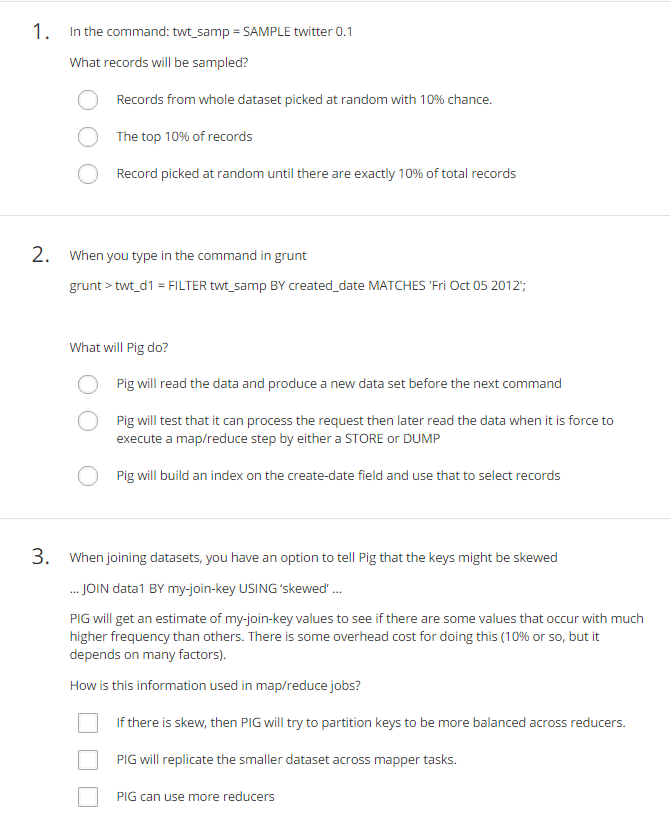 1. In the command: twt_samp = SAMPLE twitter 0.1
What records will be sampled?
Records from whole dataset picked at random with 10% chance.
The top 10% of records
Record picked at random until there are exactly 10% of total records
2. When you type in the command in grunt
grunt > twt_d1 = FILTER twt_samp BY created_date MATCHES 'Fri Oct 05 2012';
What will Pig do?
Pig will read the data and produce a new data set before the next command
Pig will test that it can process the request then later read the data when it is force to
execute a map/reduce step by either a STORE or DUMP
Pig will build an index on the create-date field and use that to select records
3. When joining datasets, you have an option to tell Pig that the keys might be skewed
... JOIN data1 BY my-join-key USING 'skewed' ...
PIG will get an estimate of my-join-key values to see if there are some values that occur with much
higher frequency than others. There is some overhead cost for doing this (10% or so, but it
depends on many factors).
How is this information used in map/reduce jobs?
If there is skew, then PIG will try to partition keys to be more balanced across reducers.
PIG will replicate the smaller dataset across mapper tasks.
PIG can use more reducers